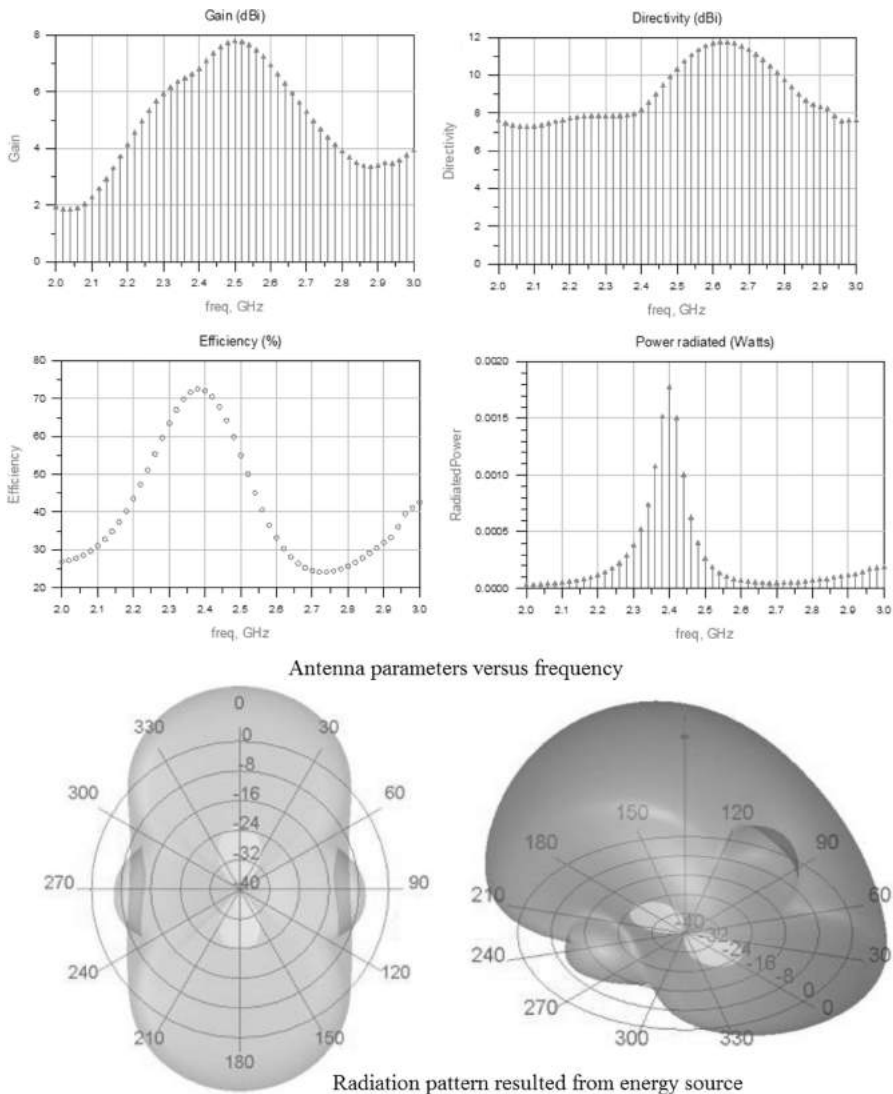 Gain (dBi)
Directivity (dBi)
8
6
4
2
0
Gain
2.0 2.1 2.2 2.3 2.4 2.5 2.6 2.7 2.8 2.9 3.0
freq, GHz
12
10
8
6
4
2
0
Directivity
2.0 2.1 2.2 2.3 2.4 2.5 2.6 2.7 2.8 2.9 3.0
freq, GHz
Efficiency (%)
Power radiated (Watts)
80
70
60
50
40
30
20
Efficiency
2.0 2.1 2.2 2.3 2.4 2.5 2.6 2.7 2.8 2.9 3.0
freq, GHz
0.0020
0.0015
0.0010
0.0005
0.0000
RadiatedPower
2.0 2.1 2.2 2.3 2.4 2.5 2.6 2.7 2.8 2.9 3.0
freq, GHz
Antenna parameters versus frequency
0
330 30
300 60
270 90
240 120
210 150
180
0
-8
-16
-24
-32
-40
150 120
180 90
210 60
240 30
270 0
300 330
-40
-32
-24
-16
-8
0
Radiation pattern resulted from energy source